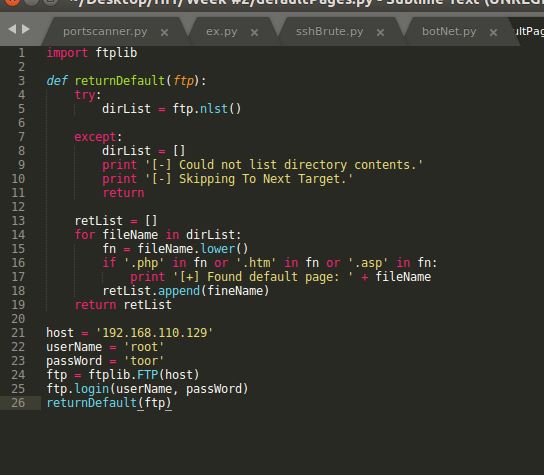 ~/Desktop/HH/Week #2/defaultPages.py - Sublime Text (UNREG
portscanner.py × ex.py × sshBrute.py × botNet.py × ultPag
1 import ftplib
2
3 def returnDefault(ftp):
4     try:
5         dirList = ftp.nlst()
6
7     except:
8         dirList = []
9         print '[-] Could not list directory contents.'
10         print '[-] Skipping To Next Target.'
11         return
12
13     retList = []
14     for fileName in dirList:
15         fn = fileName.lower()
16         if '.php' in fn or '.htm' in fn or '.asp' in fn:
17             print '[+] Found default page: ' + fileName
18         retList.append(fineName)
19     return retList
20
21 host = '192.168.110.129'
22 userName = 'root'
23 passWord = 'toor'
24 ftp = ftplib.FTP(host)
25 ftp.login(userName, passWord)
26 returnDefault(ftp)